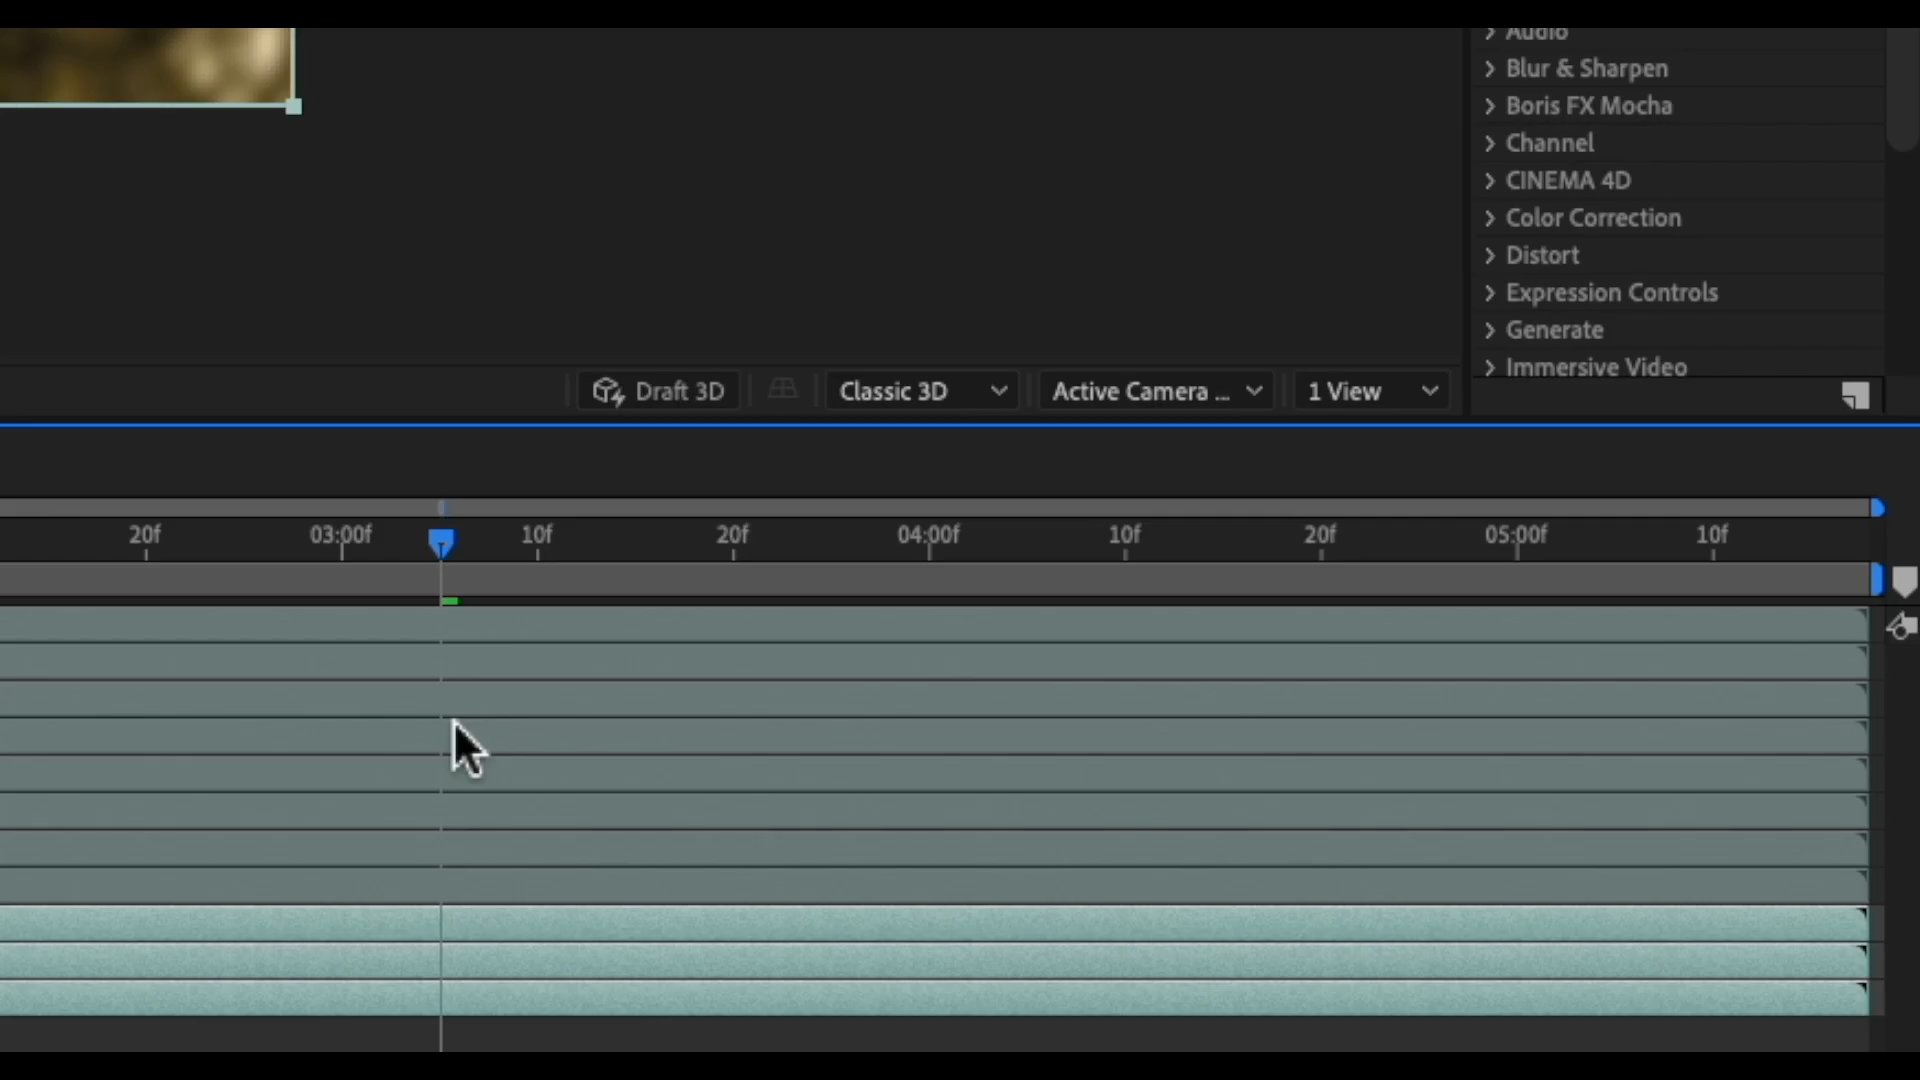 Audio
Blur & Sharpen
Boris FX Mocha
Channel
CINEMA 4D
Color Correction
Distort
Expression Controls
Generate
Immersive Video
Draft 3D
Classic 3D
Active Camera ...
1 View
20f 03:00f 10f 20f 04:00f 10f 20f 05:00f 10f